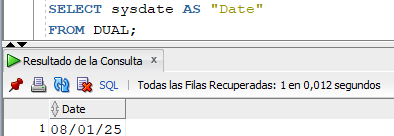 SELECT sysdate AS "Date"
FROM DUAL;
Resultado de la Consulta x
SQL | Todas las Filas Recuperadas: 1 en 0,012 segundos
Date
1 08/01/25